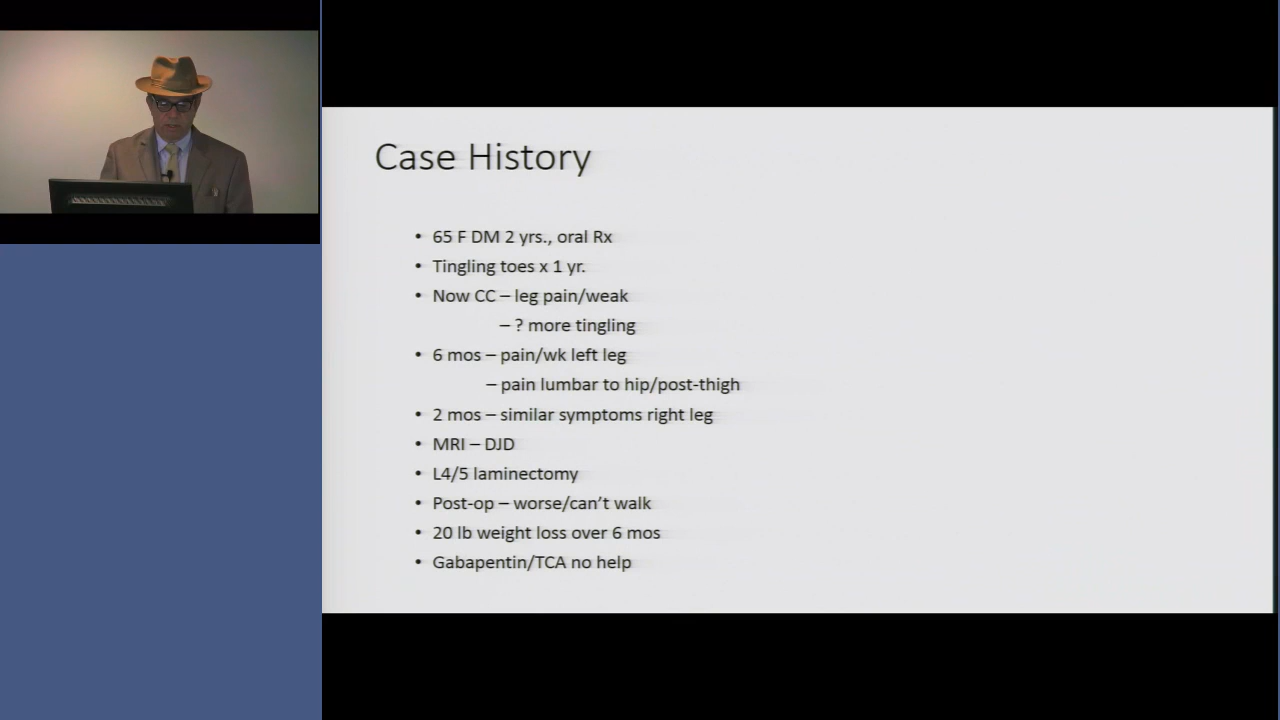 Case History
• 65 F DM 2 yrs., oral Rx
• Tingling toes x 1 yr.
• Now CC – leg pain/weak
– ? more tingling
• 6 mos – pain/wk left leg
– pain lumbar to hip/post-thigh
• 2 mos – similar symptoms right leg
• MRI – DJD
• L4/5 laminectomy
• Post-op – worse/can't walk
• 20 lb weight loss over 6 mos
• Gabapentin/TCA no help